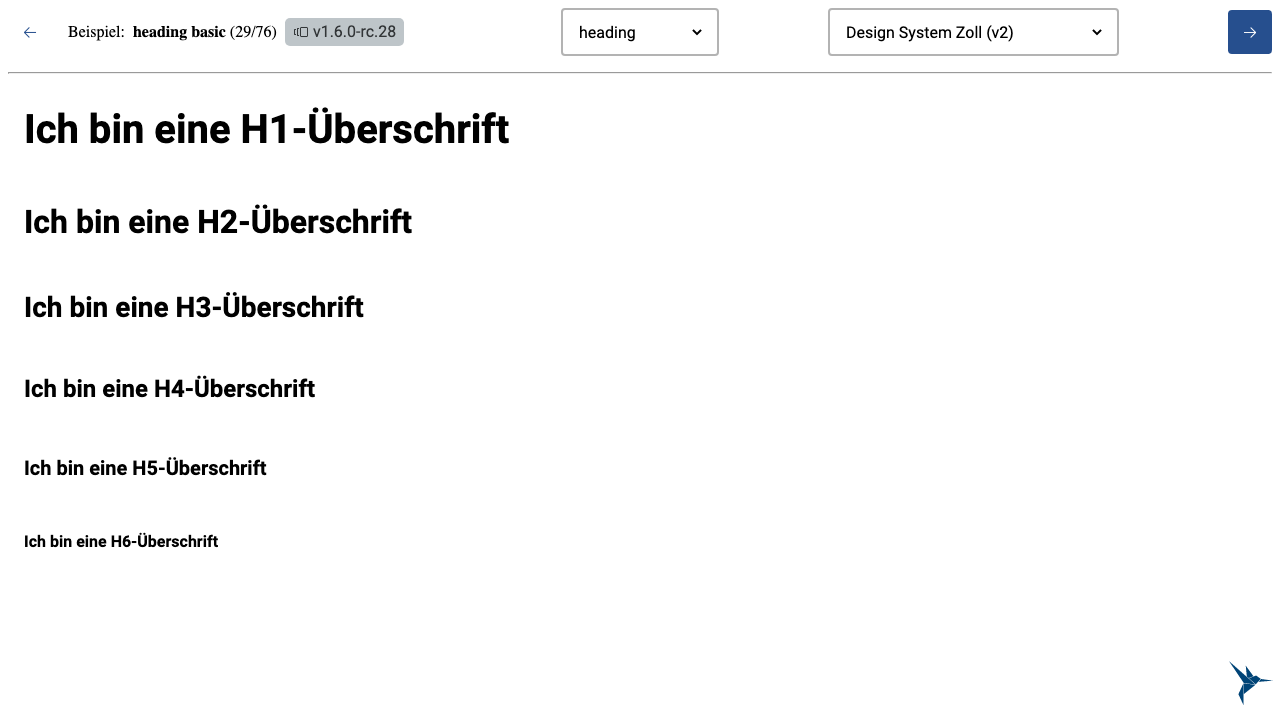 Beispiel: heading basic (29/76) v1.6.0-rc.28 heading Design System Zoll (v2)
Ich bin eine H1-Überschrift
Ich bin eine H2-Überschrift
Ich bin eine H3-Überschrift
Ich bin eine H4-Überschrift
Ich bin eine H5-Überschrift
Ich bin eine H6-Überschrift